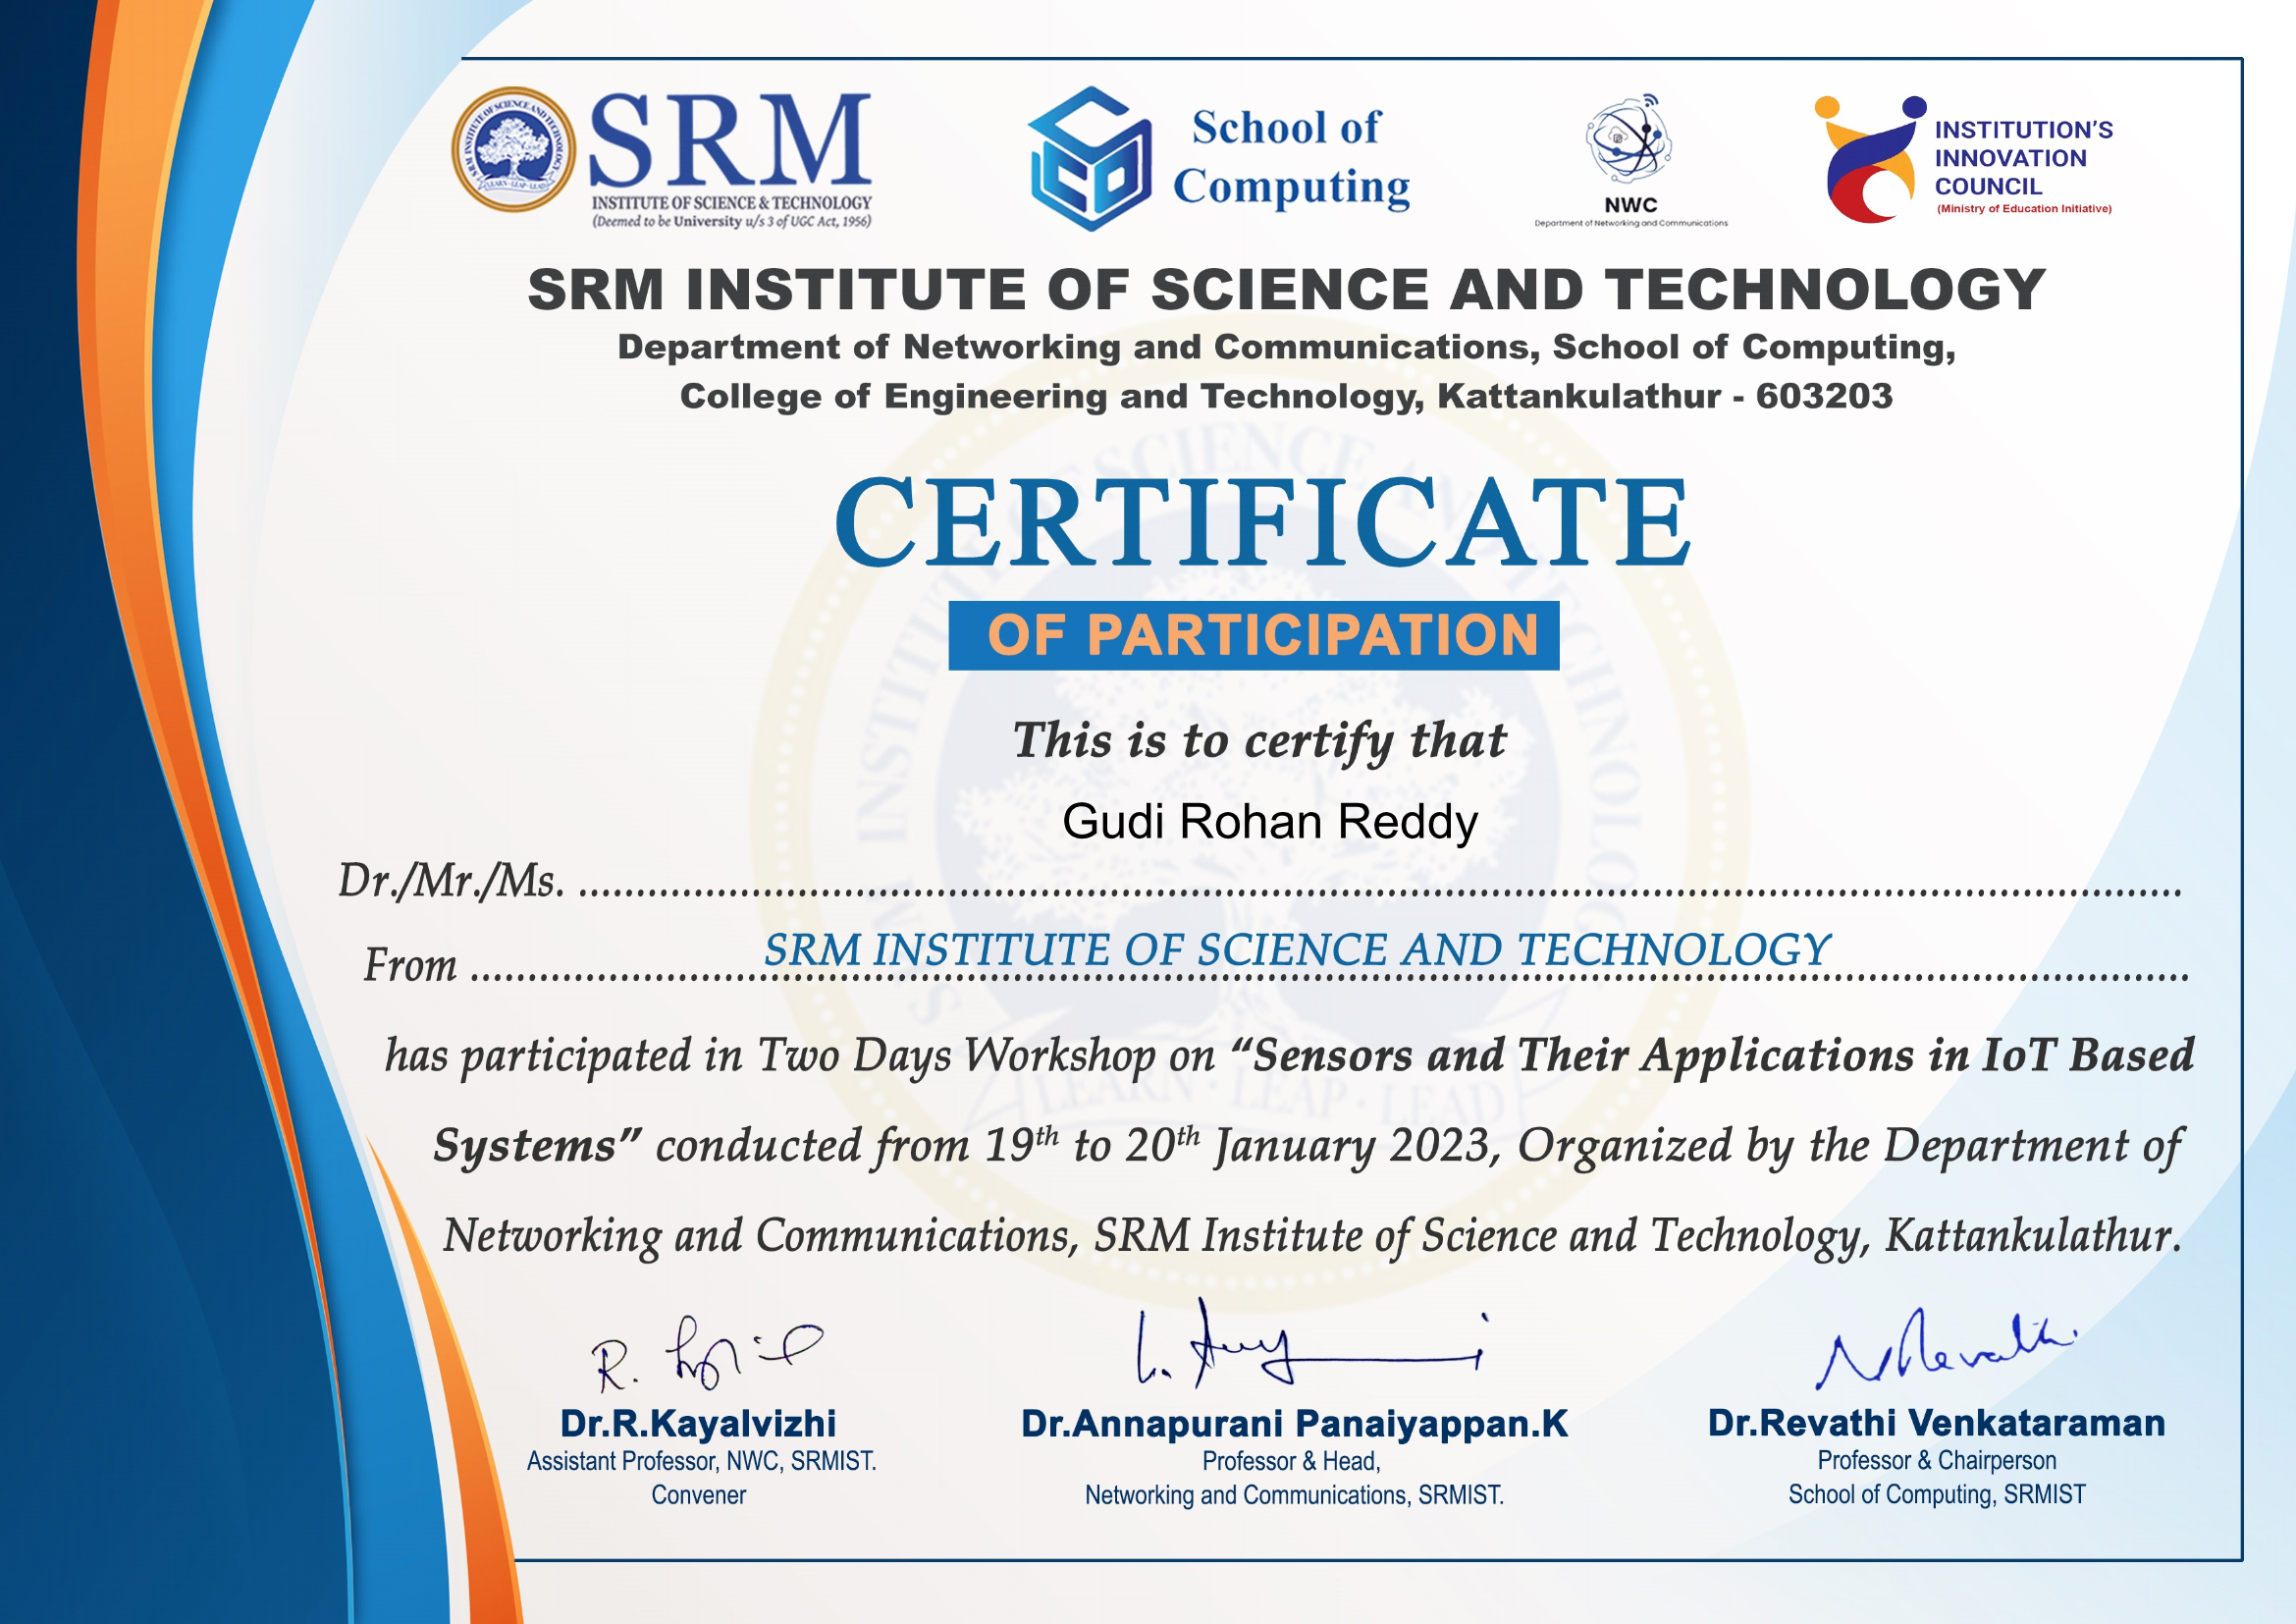 SRM
INSTITUTE OF SCIENCE & TECHNOLOGY
(Deemed to be University u/s 3 of UGC Act, 1956)
SRM INSTITUTE OF SCIENCE AND TECHNOLOGY
LEARN · LEAP · LEAD
School of
Computing
NWC
Department of Networking and Communications
INSTITUTION'S
INNOVATION
COUNCIL
(Ministry of Education Initiative)
SRM INSTITUTE OF SCIENCE AND TECHNOLOGY
Department of Networking and Communications, School of Computing,
College of Engineering and Technology, Kattankulathur - 603203
CERTIFICATE
OF PARTICIPATION
This is to certify that
Gudi Rohan Reddy
Dr./Mr./Ms. ........................................................
From SRM INSTITUTE OF SCIENCE AND TECHNOLOGY
has participated in Two Days Workshop on “Sensors and Their Applications in IoT Based
Systems” conducted from 19th to 20th January 2023, Organized by the Department of
Networking and Communications, SRM Institute of Science and Technology, Kattankulathur.
Dr.R.Kayalvizhi
Assistant Professor, NWC, SRMIST.
Convener
Dr.Annapurani Panaiyappan.K
Professor & Head,
Networking and Communications, SRMIST.
Dr.Revathi Venkataraman
Professor & Chairperson
School of Computing, SRMIST